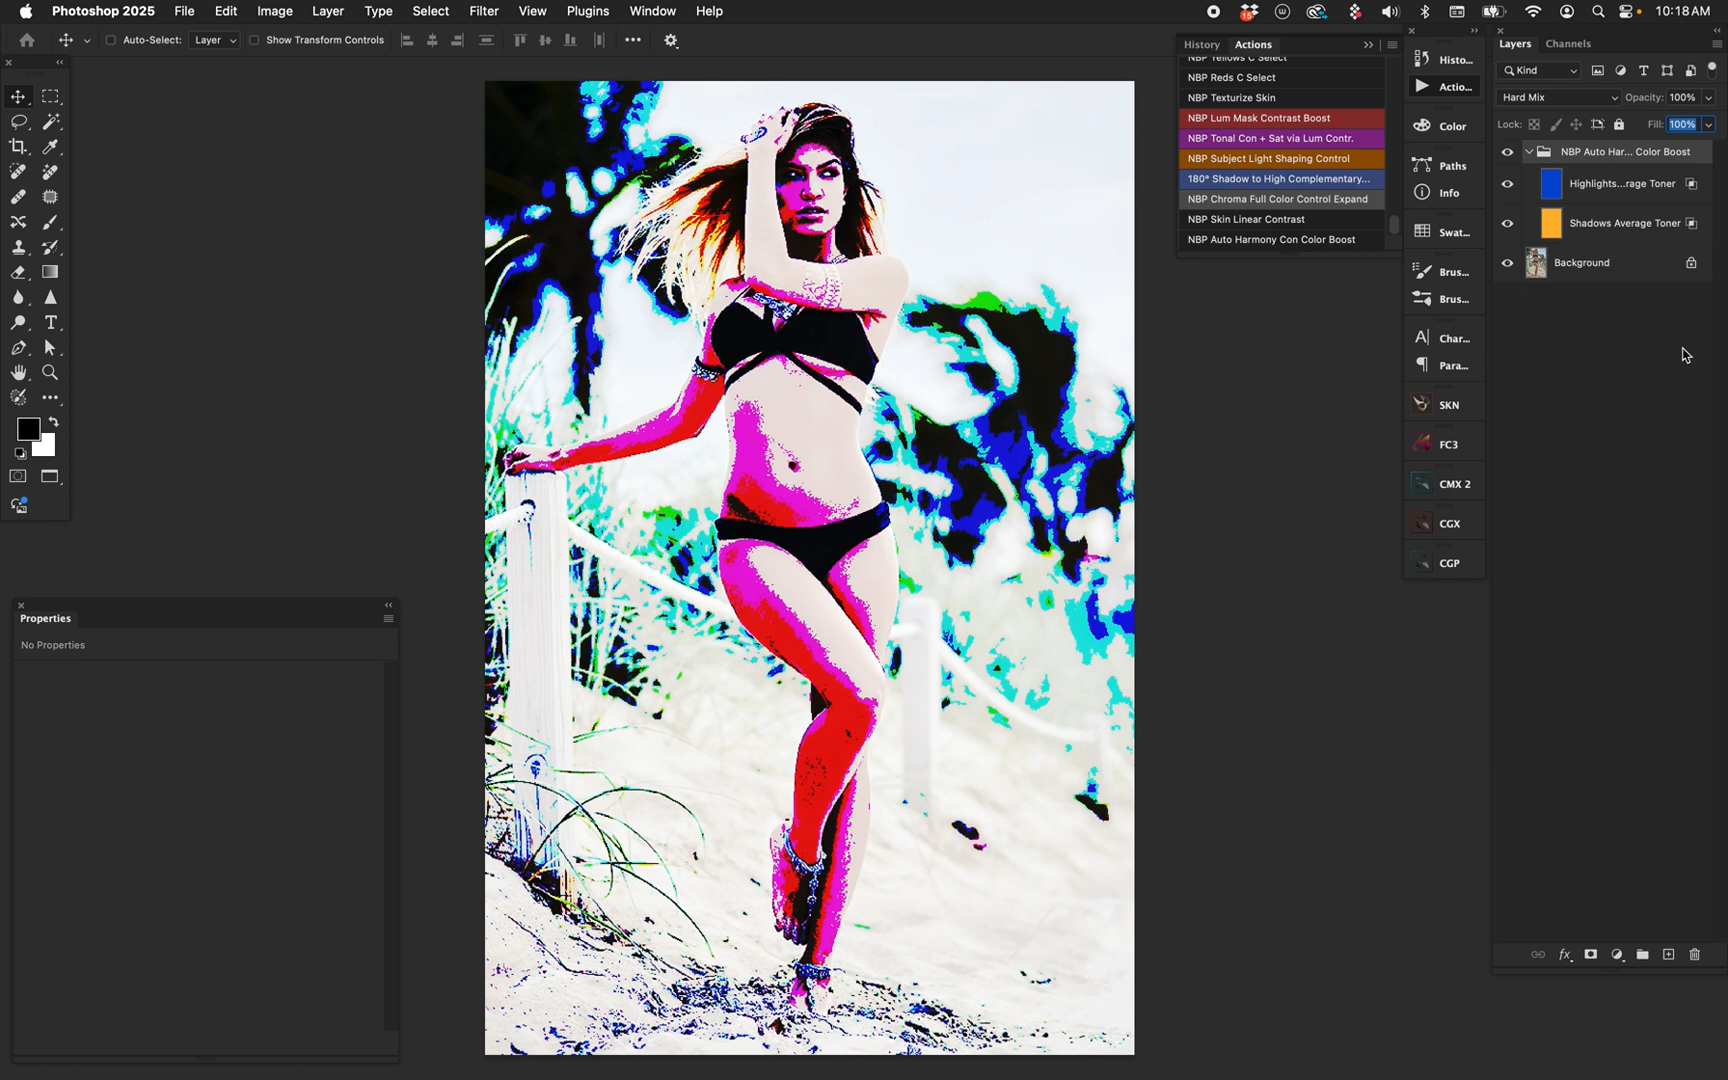 Photoshop 2025 File Edit Image Layer Type Select Filter View Plugins Window Help
15
10:18 AM
Auto-Select: Layer Show Transform Controls
History Actions
NBP Yellows C Select
NBP Reds C Select
NBP Texturize Skin
NBP Lum Mask Contrast Boost
NBP Tonal Con + Sat via Lum Contr.
NBP Subject Light Shaping Control
180° Shadow to High Complementary...
NBP Chroma Full Color Control Expand
NBP Skin Linear Contrast
NBP Auto Harmony Con Color Boost
Histo...
Actio...
Color
Paths
Info
Swat...
Brus...
Brus...
Char...
Para...
SKN
FC3
CMX 2
CGX
CGP
Layers Channels
Kind
Hard Mix Opacity: 100%
Lock: Fill: 100%
NBP Auto Har... Color Boost
Highlights...rage Toner
Shadows Average Toner
Background
fx
Properties
No Properties